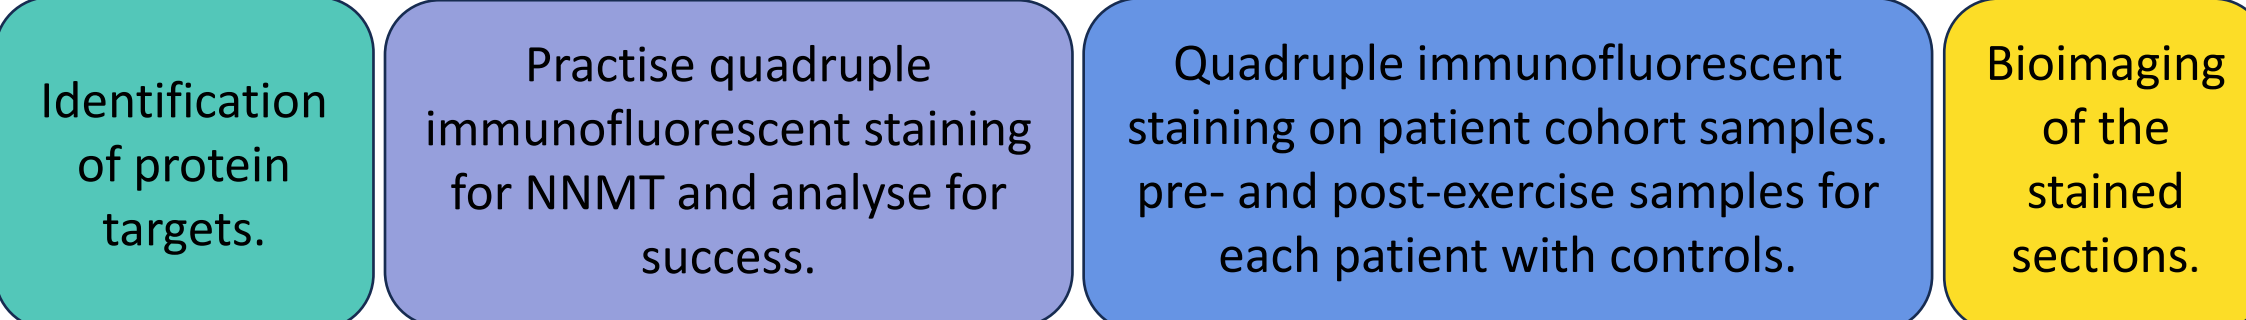 Identification
of protein
targets.
Practise quadruple
immunofluorescent staining
for NNMT and analyse for
success.
Quadruple immunofluorescent
staining on patient cohort samples.
pre- and post-exercise samples for
each patient with controls.
Bioimaging
of the
stained
sections.